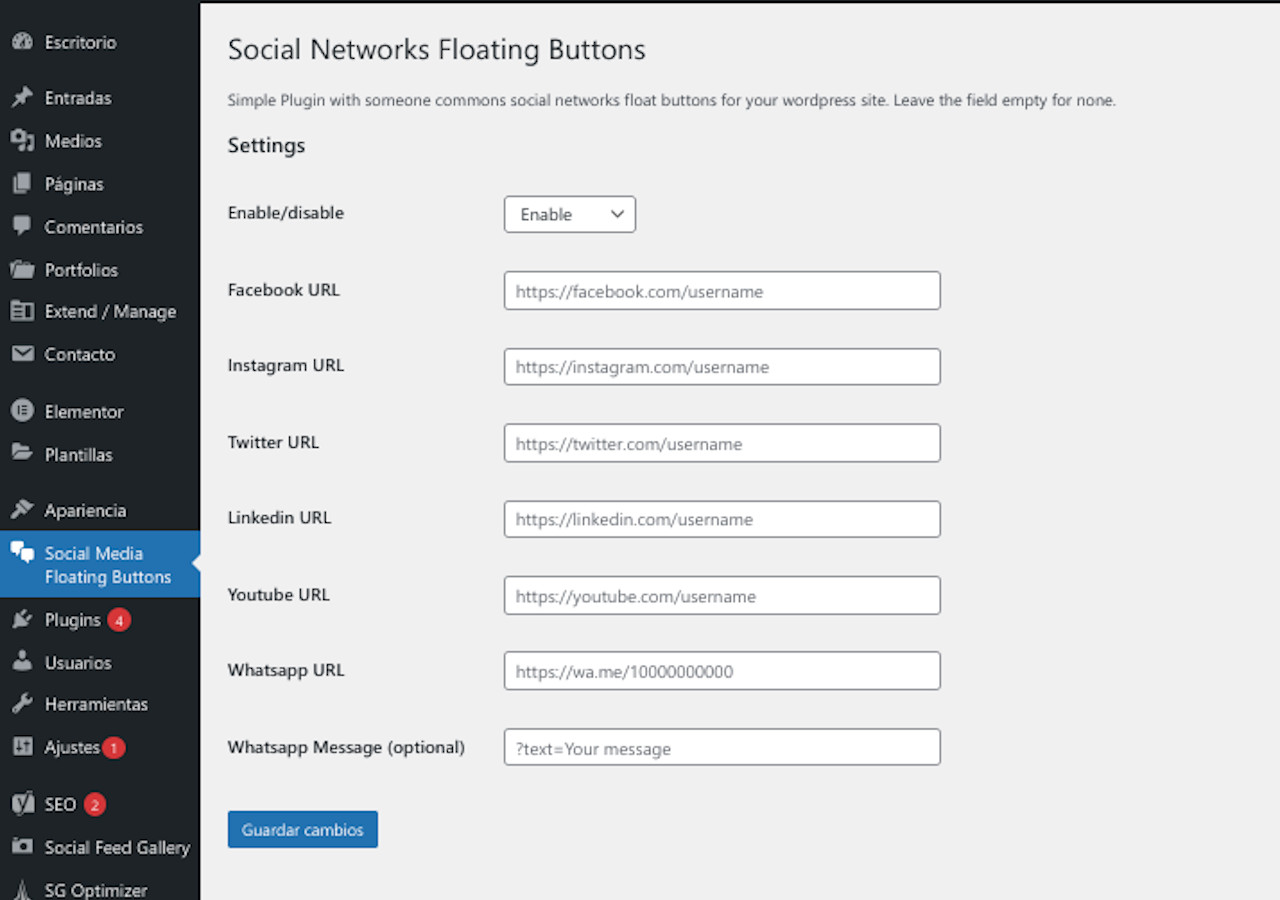 Escritorio
Entradas
Medios
Páginas
Comentarios
Portfolios
Extend / Manage
Contacto
Elementor
Plantillas
Apariencia
Social Media
Floating Buttons
Plugins 4
Usuarios
Herramientas
Ajustes 1
SEO 2
Social Feed Gallery
SG Optimizer
Social Networks Floating Buttons
Simple Plugin with someone commons social networks float buttons for your wordpress site. Leave the field empty for none.
Settings
Enable/disable Enable
Facebook URL https://facebook.com/username
Instagram URL https://instagram.com/username
Twitter URL https://twitter.com/username
Linkedin URL https://linkedin.com/username
Youtube URL https://youtube.com/username
Whatsapp URL https://wa.me/10000000000
Whatsapp Message (optional) ?text=Your message
Guardar cambios